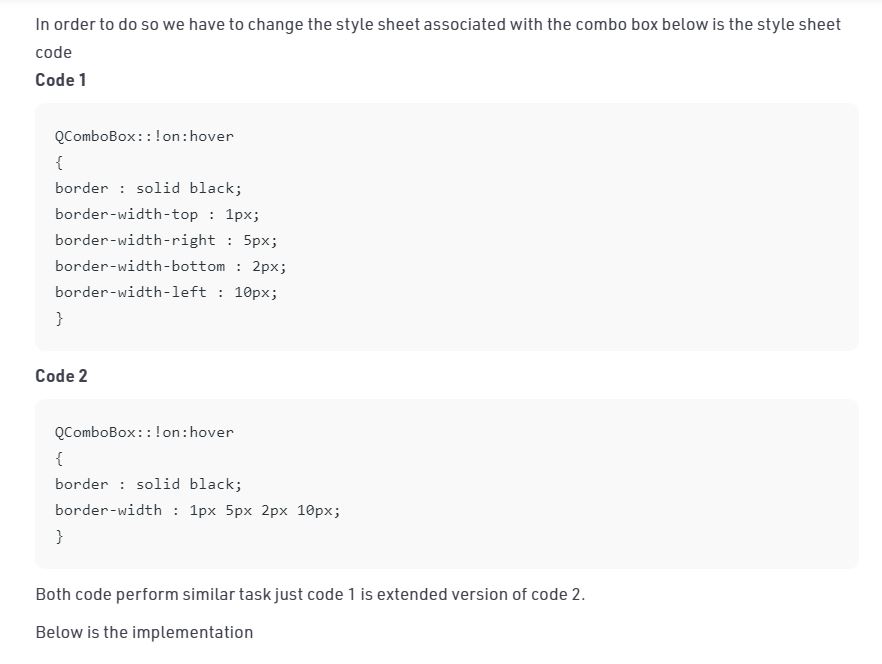 In order to do so we have to change the style sheet associated with the combo box below is the style sheet
code
Code 1
QComboBox::!on:hover
{
border : solid black;
border-width-top : 1px;
border-width-right : 5px;
border-width-bottom : 2px;
border-width-left : 10px;
}
Code 2
QComboBox::!on:hover
{
border : solid black;
border-width : 1px 5px 2px 10px;
}
Both code perform similar task just code 1 is extended version of code 2.
Below is the implementation